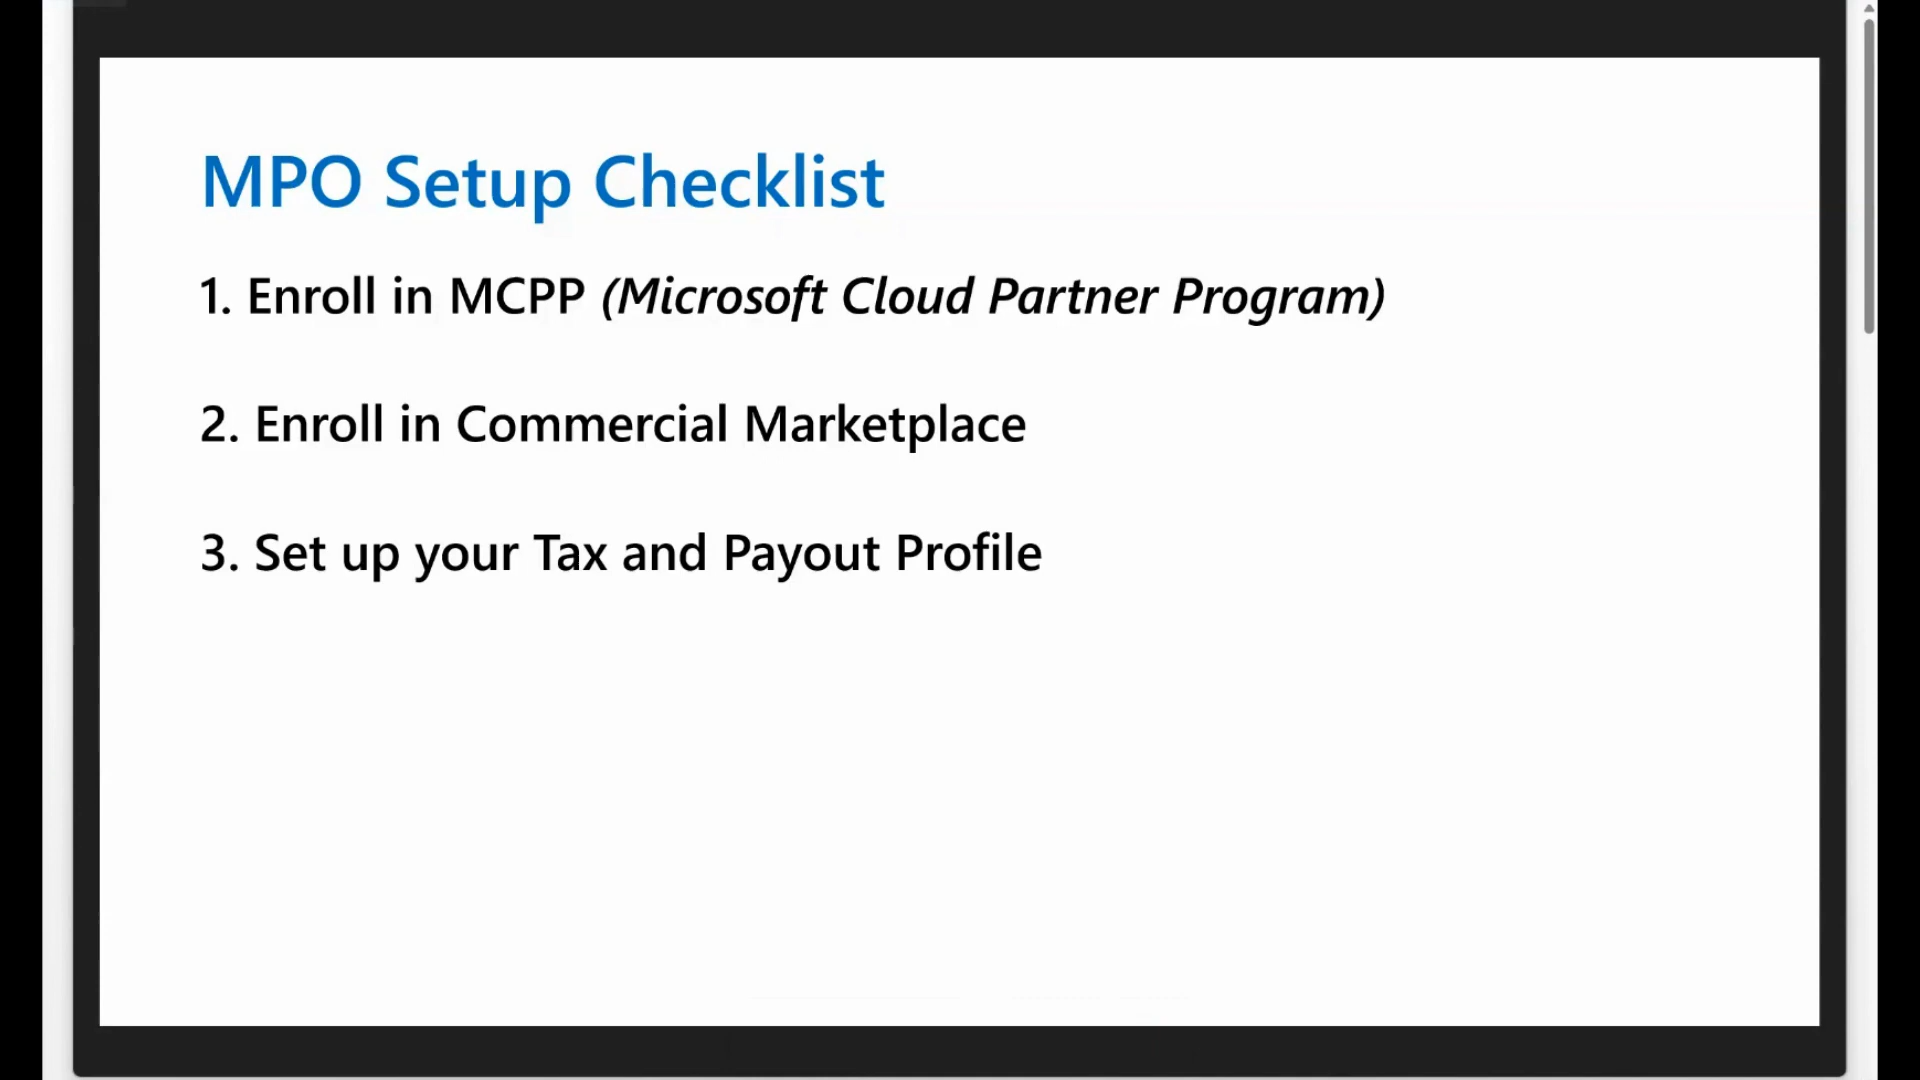 MPO Setup Checklist
1. Enroll in MCPP (Microsoft Cloud Partner Program)
2. Enroll in Commercial Marketplace
3. Set up your Tax and Payout Profile